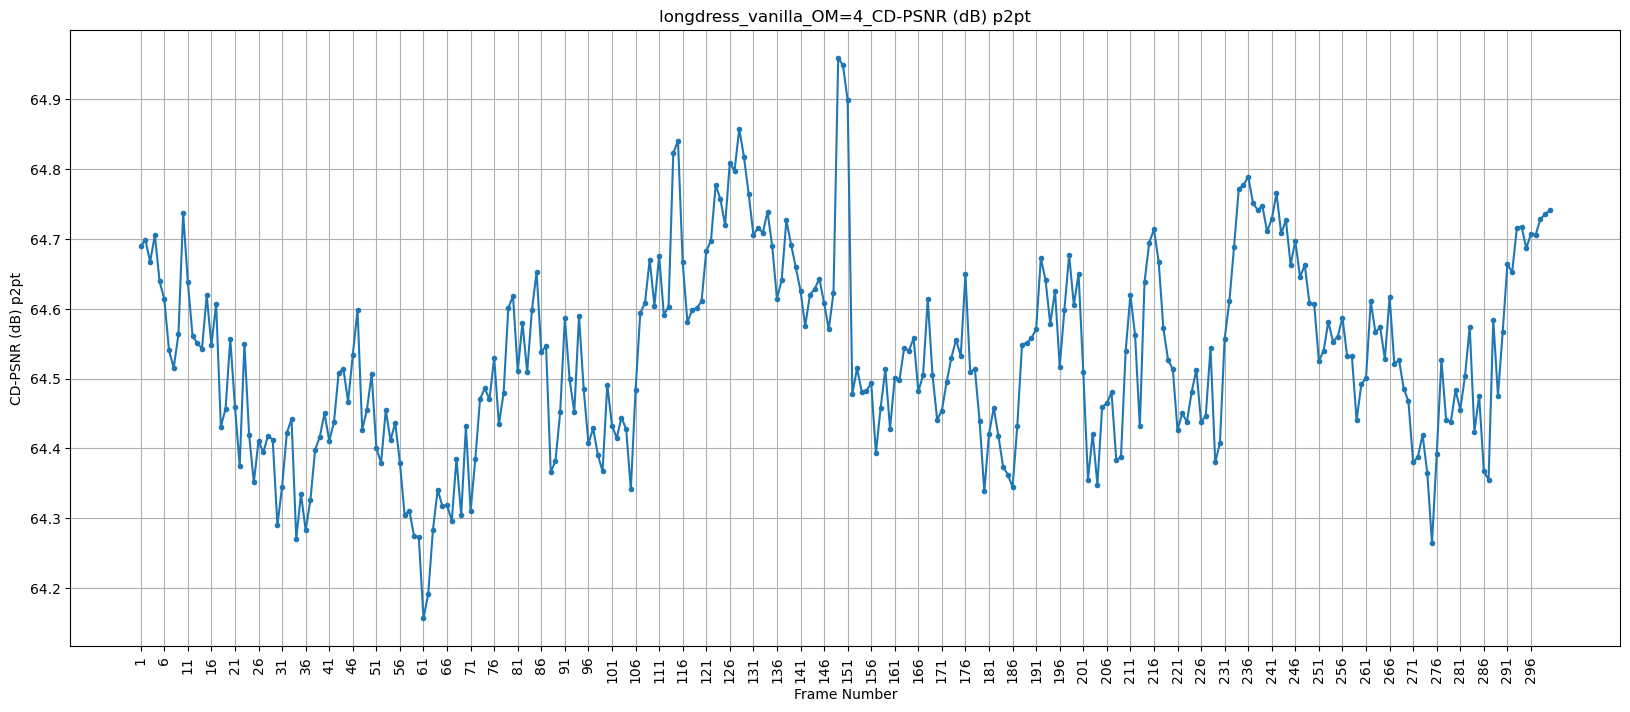 longdress_vanilla_OM=4_CD-PSNR (dB) p2pt
CD-PSNR (dB) p2pt
64.9
64.8
64.7
64.6
64.5
64.4
64.3
64.2
1 6 11 16 21 26 31 36 41 46 51 56 61 66 71 76 81 86 91 96 101 106 111 116 121 126 131 136 141 146 151 156 161 166 171 176 181 186 191 196 201 206 211 216 221 226 231 236 241 246 251 256 261 266 271 276 281 286 291 296
Frame Number